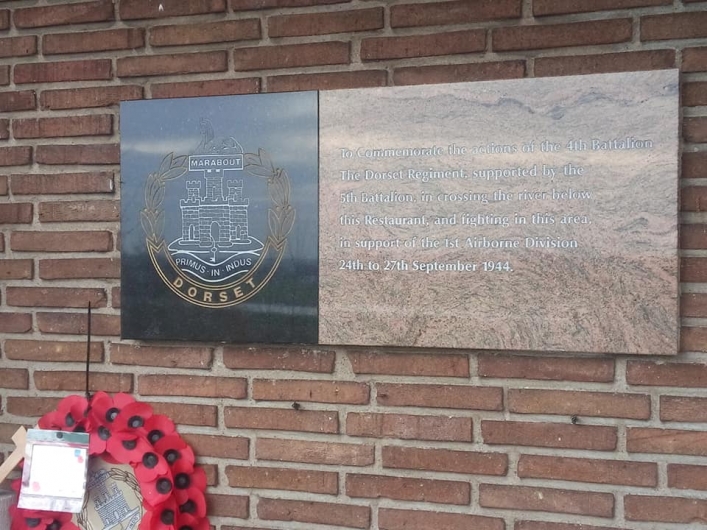 MARABOUT
PRIMUS·IN·INDUS
DORSET
To Commemorate the actions of the 4th Battalion
The Dorset Regiment, supported by the
5th Battalion, in crossing the river below
this Restaurant, and fighting in this area,
in support of the 1st Airborne Division
24th to 27th September 1944.